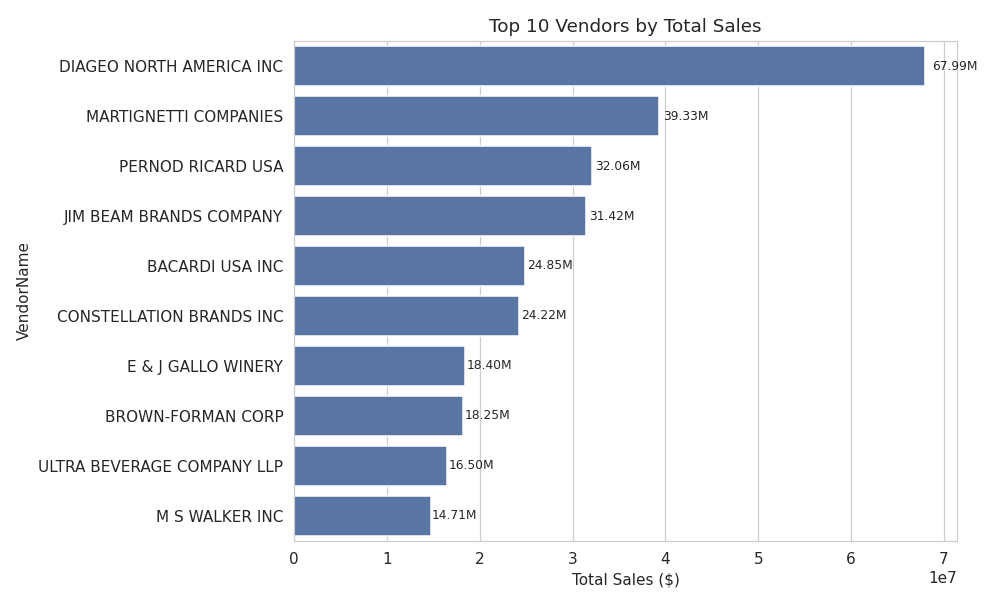 Top 10 Vendors by Total Sales
DIAGEO NORTH AMERICA INC 67.99M
MARTIGNETTI COMPANIES 39.33M
PERNOD RICARD USA 32.06M
JIM BEAM BRANDS COMPANY 31.42M
BACARDI USA INC 24.85M
CONSTELLATION BRANDS INC 24.22M
E & J GALLO WINERY 18.40M
BROWN-FORMAN CORP 18.25M
ULTRA BEVERAGE COMPANY LLP 16.50M
M S WALKER INC 14.71M
VendorName
0 1 2 3 4 5 6 7
1e7
Total Sales ($)